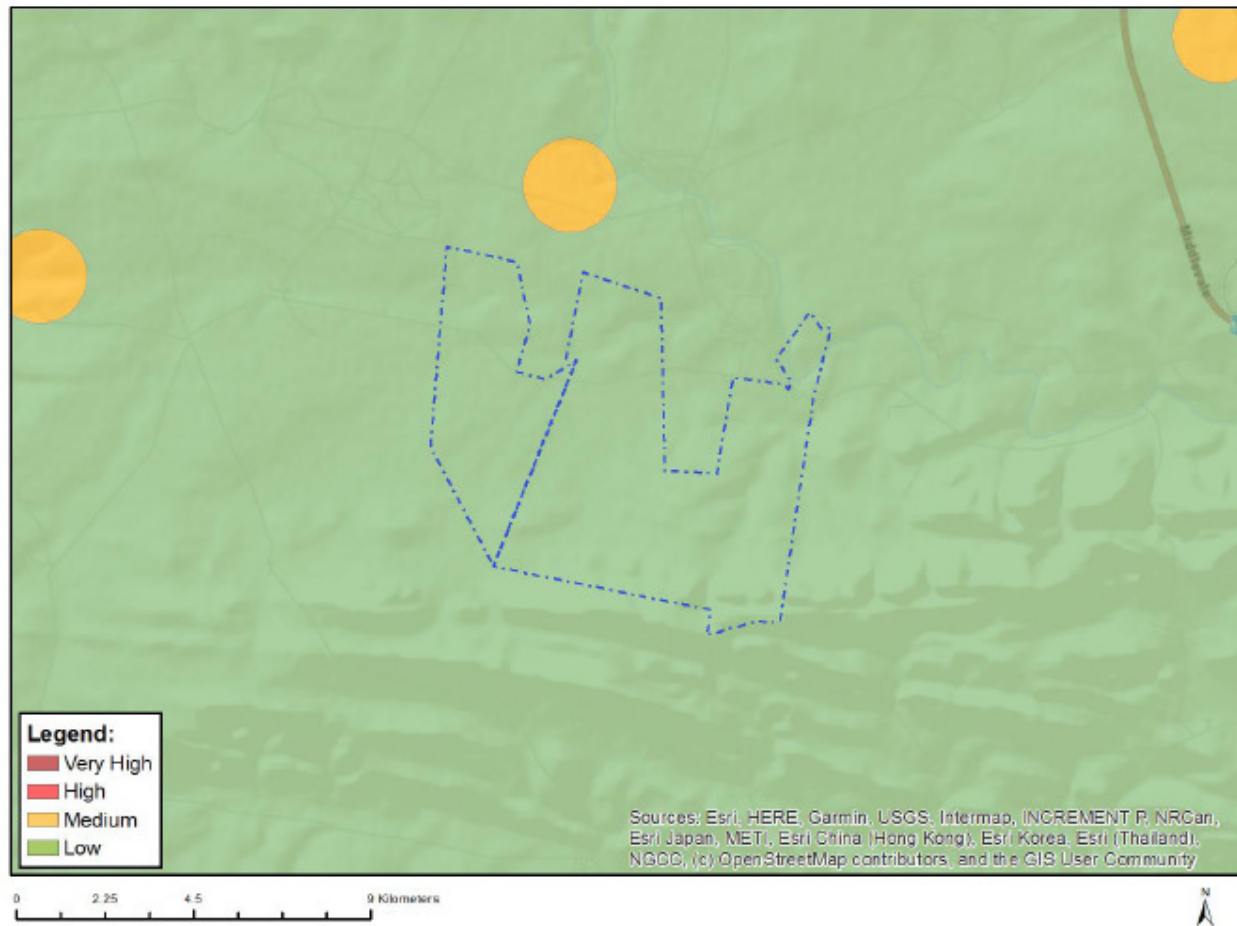 Middlevale
Legend:
Very High
High
Medium
Low
Sources: Esri, HERE, Garmin, USGS, Intermap, INCREMENT P, NRCan,
Esri Japan, METI, Esri China (Hong Kong), Esri Korea, Esri (Thailand),
NGCC, (c) OpenStreetMap contributors, and the GIS User Community
0 2.25 4.5 9 Kilometers
N